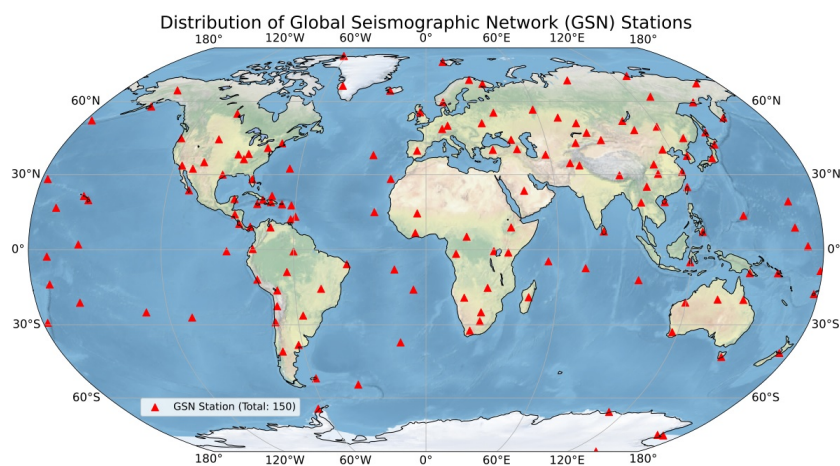 Distribution of Global Seismographic Network (GSN) Stations
180° 120°W 60°W 0° 60°E 120°E 180°
60°N 60°N
30°N 30°N
0° 0°
30°S 30°S
60°S 60°S
GSN Station (Total: 150)
180° 120°W 60°W 0° 60°E 120°E 180°